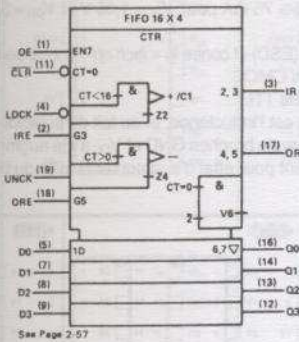 FIFO 16 X 4
CTR
OE (1) EN7
CLR (11) CT=0
(3) IR
2, 3
CT<16 & +/C1
LDCK (4) Z2
IRE (2) G3
(17) OR
4, 5
UNCK (19) CT>0 & −
Z4 CT=0 &
ORE (18) G5
2 V6
D0 (5) 1D 6,7 ▽ (16) Q0
D1 (7) (14) Q1
D2 (8) (13) Q2
D3 (9) (12) Q3
See Page 2-57